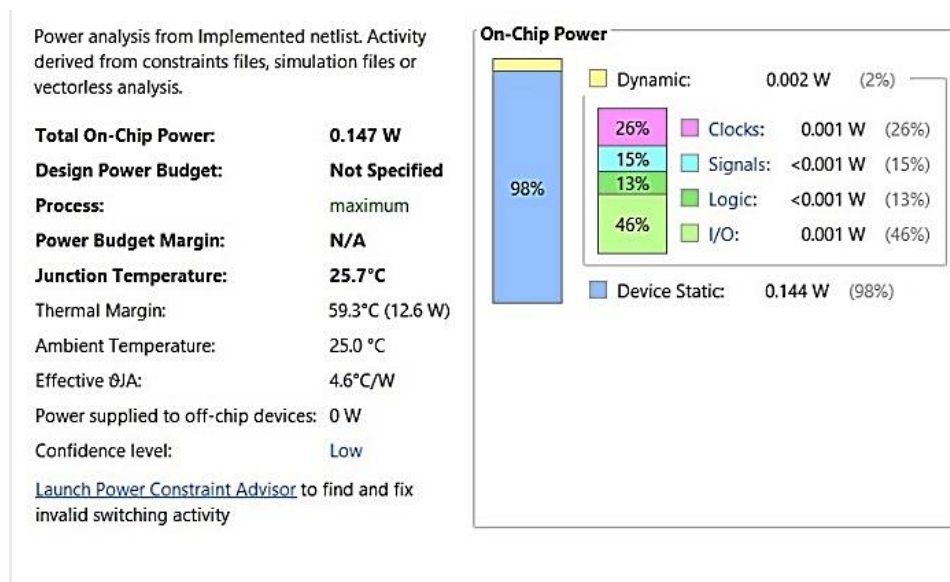 Power analysis from Implemented netlist. Activity
derived from constraints files, simulation files or
vectorless analysis.
Total On-Chip Power: 0.147 W
Design Power Budget: Not Specified
Process: maximum
Power Budget Margin: N/A
Junction Temperature: 25.7°C
Thermal Margin: 59.3°C (12.6 W)
Ambient Temperature: 25.0 °C
Effective ϑJA: 4.6°C/W
Power supplied to off-chip devices: 0 W
Confidence level: Low
Launch Power Constraint Advisor to find and fix
invalid switching activity
On-Chip Power
98%
Dynamic: 0.002 W (2%)
26% Clocks: 0.001 W (26%)
15% Signals: <0.001 W (15%)
13% Logic: <0.001 W (13%)
46% I/O: 0.001 W (46%)
Device Static: 0.144 W (98%)